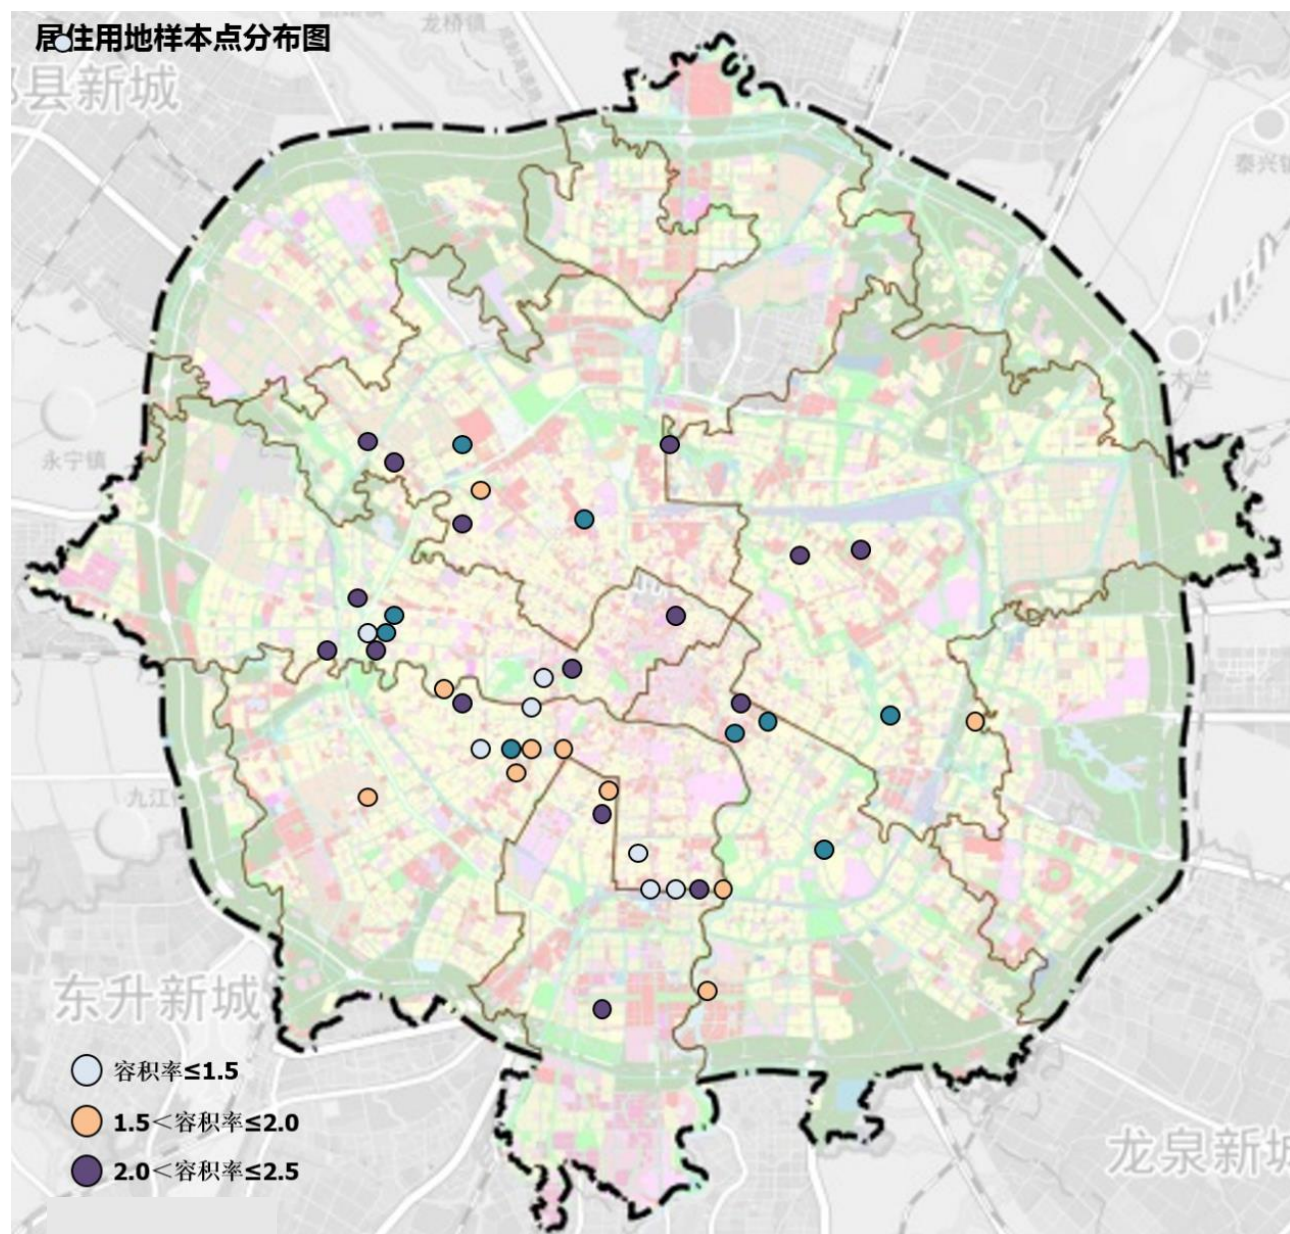 居住用地样本点分布图
龙桥镇
县新城
泰兴镇
木兰
永宁镇
九江
东升新城
容积率≤1.5
1.5＜容积率≤2.0
2.0＜容积率≤2.5
龙泉新城